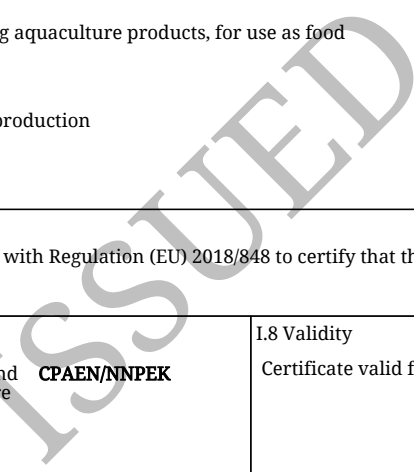 g aquaculture products, for use as food
production
with Regulation (EU) 2018/848 to certify that th
I.8 Validity
Certificate valid f
nd CPAEN/NNPEK
re
ISSUED